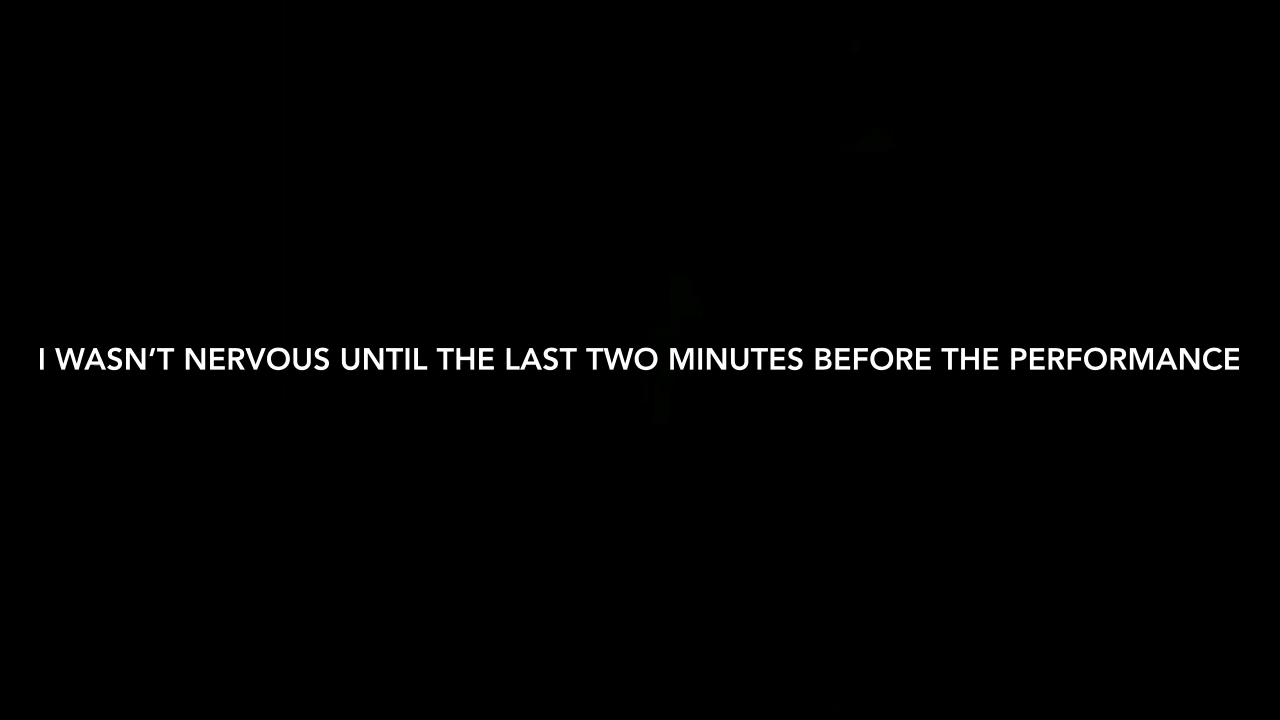 I WASN’T NERVOUS UNTIL THE LAST TWO MINUTES BEFORE THE PERFORMANCE